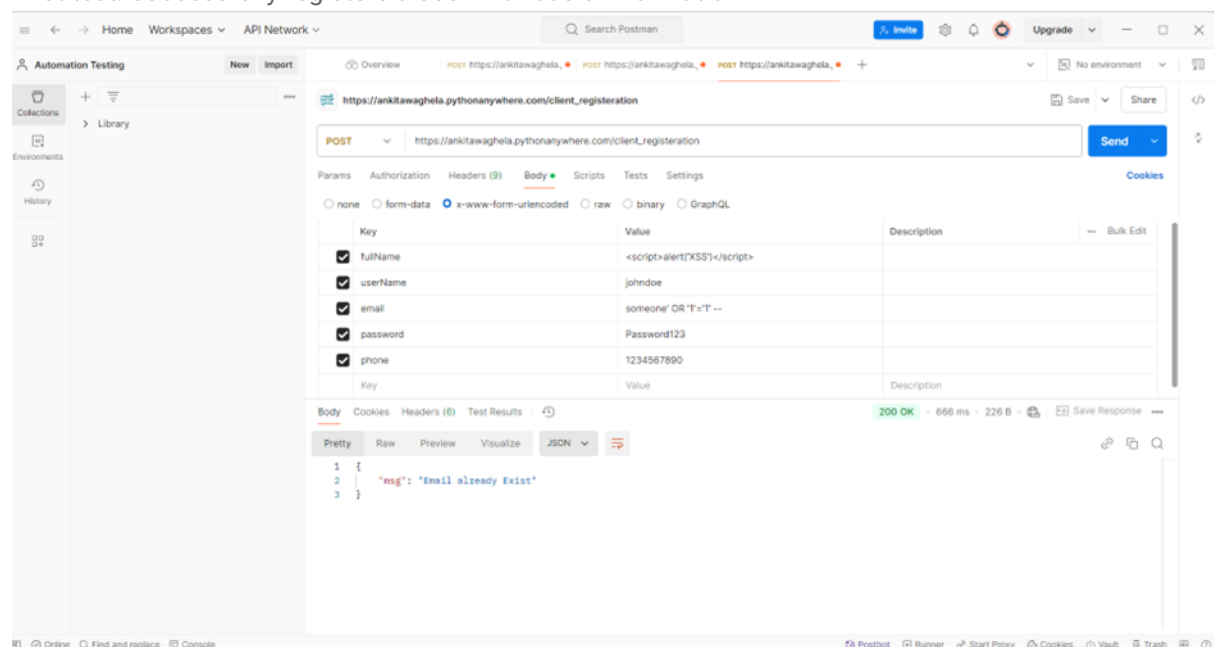 Home Workspaces API Network Search Postman Invite Upgrade
Automation Testing New Import Overview POST https://ankitawaghela. POST https://ankitawaghela. POST https://ankitawaghela. No environment
Collections
Library
Environments
History
https://ankitawaghela.pythonanywhere.com/client_registeration Save Share
POST https://ankitawaghela.pythonanywhere.com/client_registeration Send
Params Authorization Headers (9) Body Scripts Tests Settings Cookies
none form-data x-www-form-urlencoded raw binary GraphQL
Key Value Description Bulk Edit
fullName <script>alert('XSS')</script>
userName johndoe
email someone' OR '1'='1' --
password Password123
phone 1234567890
Key Value Description
Body Cookies Headers (6) Test Results 200 OK 666 ms 226 B Save Response
Pretty Raw Preview Visualize JSON
1 {
2 "msg": "Email already Exist"
3 }
Online Find and replace Console Postbot Runner Start Proxy Cookies Vault Trash